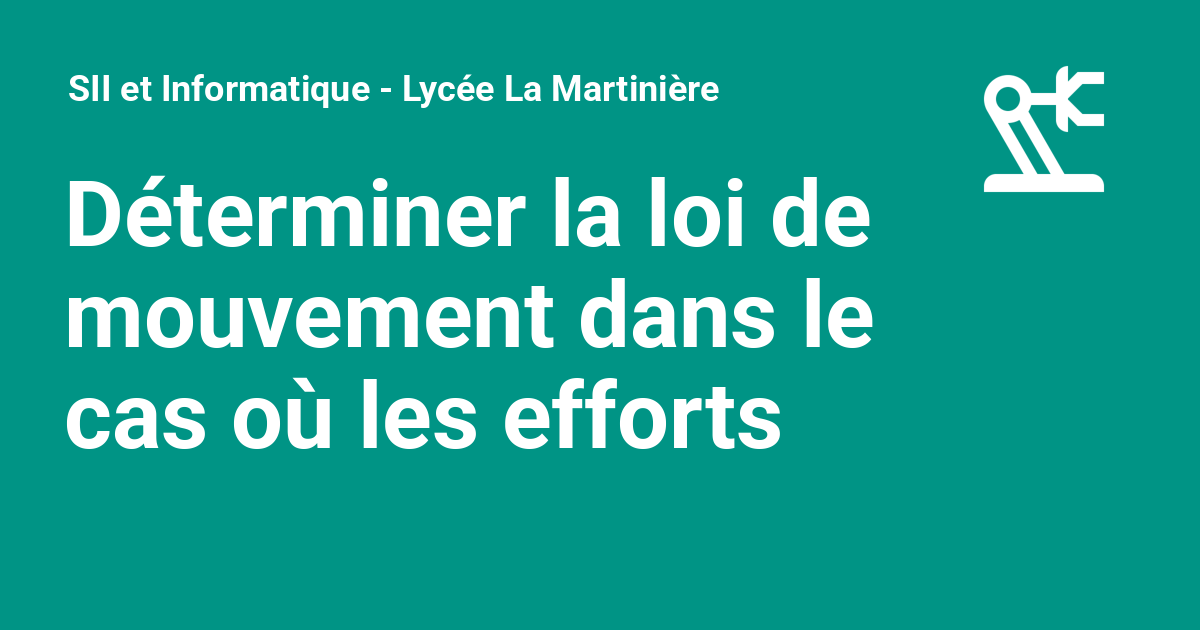 SII et Informatique - Lycée La Martinière
Déterminer la loi de
mouvement dans le
cas où les efforts